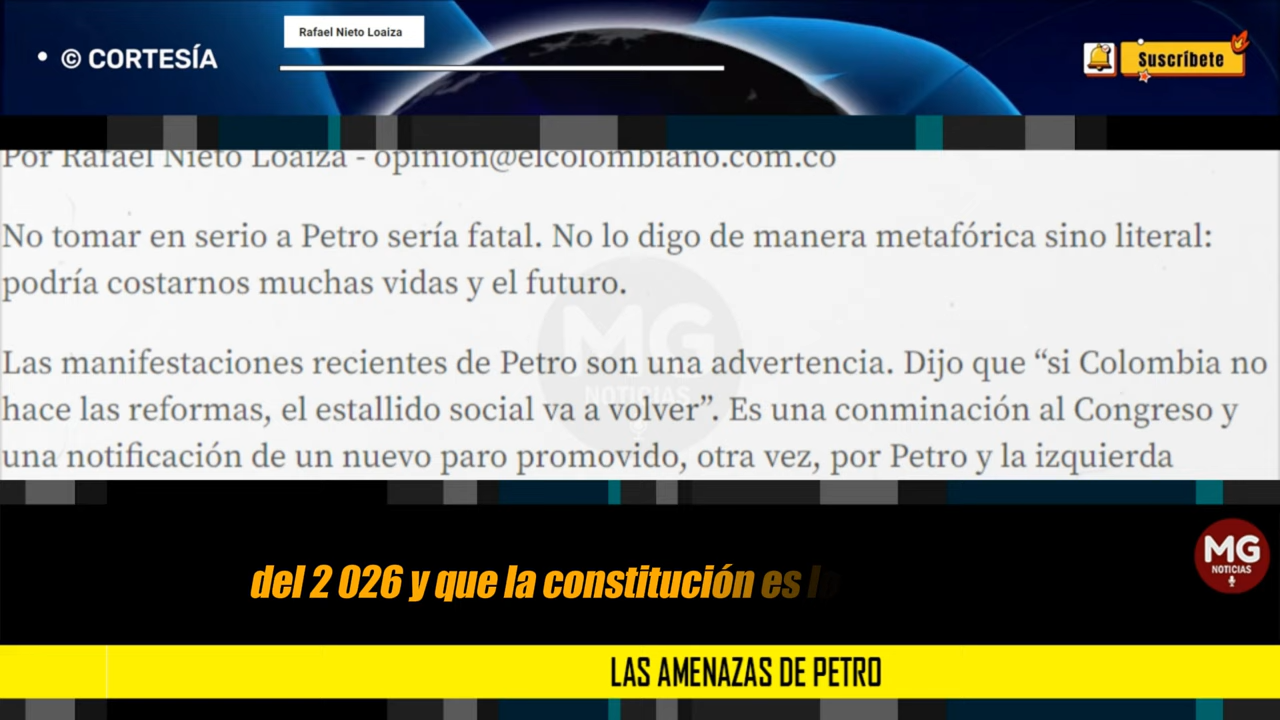 Rafael Nieto Loaiza
• © CORTESÍA
Suscríbete
Por Rafael Nieto Loaiza - opinion@elcolombiano.com.co
No tomar en serio a Petro sería fatal. No lo digo de manera metafórica sino literal:
podría costarnos muchas vidas y el futuro.
Las manifestaciones recientes de Petro son una advertencia. Dijo que “si Colombia no
hace las reformas, el estallido social va a volver”. Es una conminación al Congreso y
una notificación de un nuevo paro promovido, otra vez, por Petro y la izquierda
MG
NOTICIAS
del 2 026 y que la constitución es
MG
NOTICIAS
LAS AMENAZAS DE PETRO